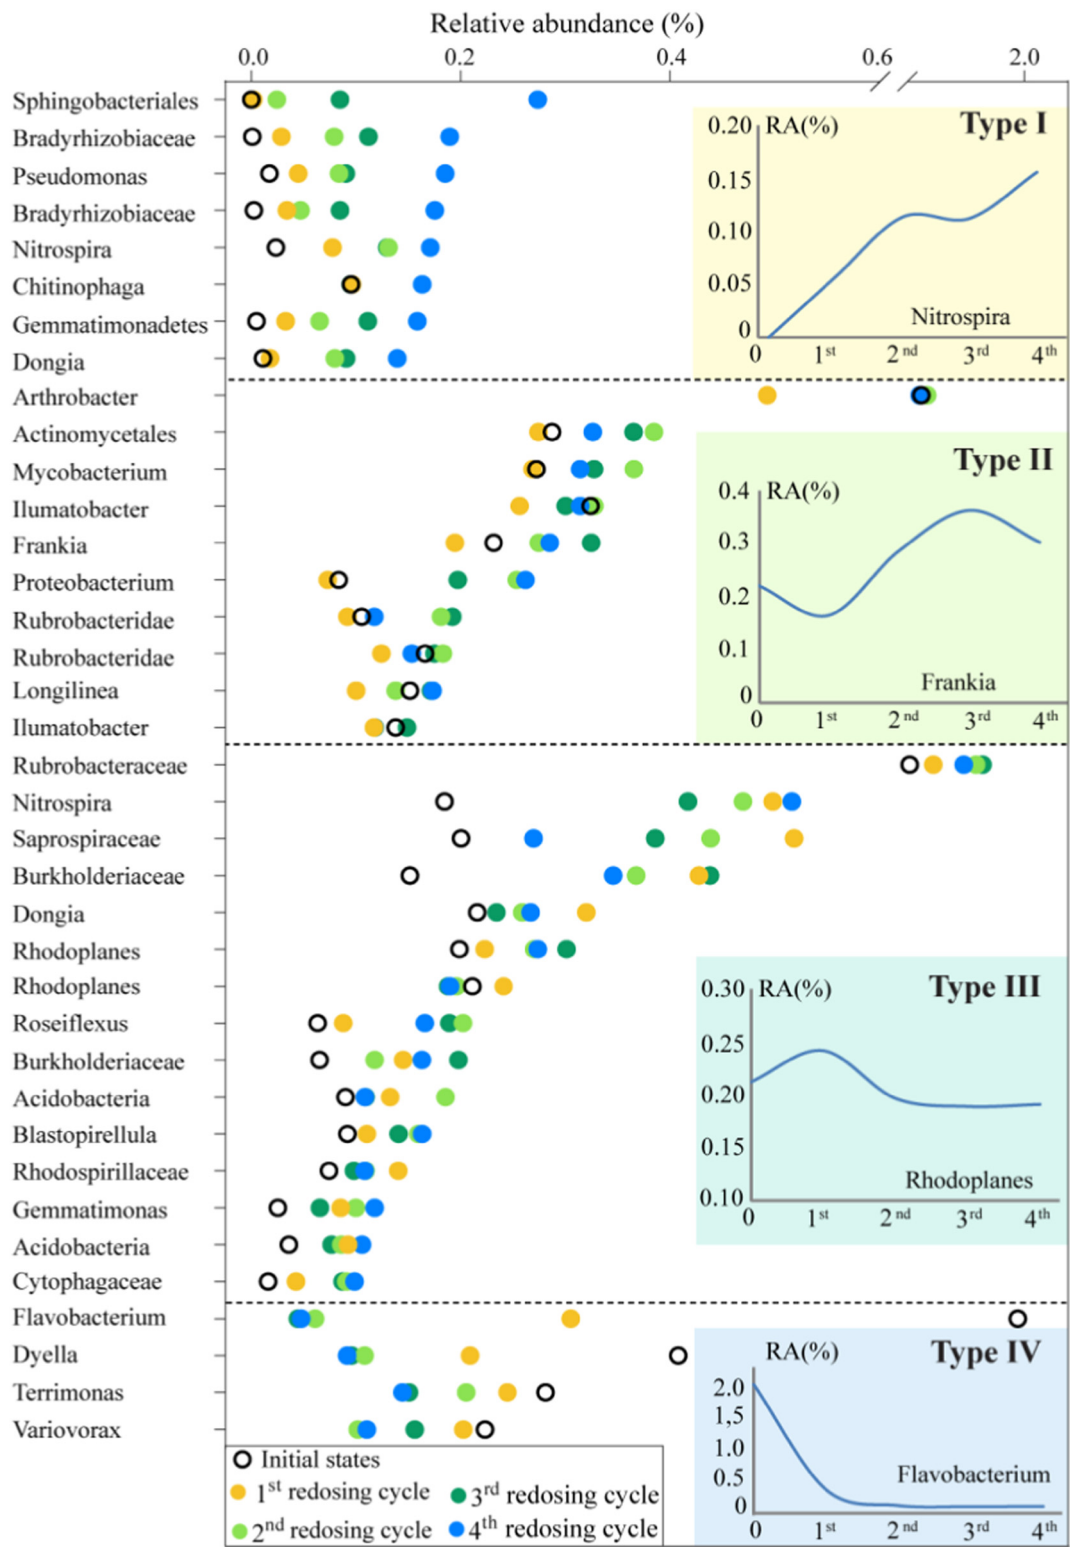 Relative abundance (%)
0.0 0.2 0.4 0.6 2.0
Sphingobacteriales
Bradyrhizobiaceae
Pseudomonas
Bradyrhizobiaceae
Nitrospira
Chitinophaga
Gemmatimonadetes
Dongia
Type I
RA(%)
0.20
0.15
0.10
0.05
0
Nitrospira
0 1st 2nd 3rd 4th
Arthrobacter
Actinomycetales
Mycobacterium
Ilumatobacter
Frankia
Proteobacterium
Rubrobacteridae
Rubrobacteridae
Longilinea
Ilumatobacter
Type II
RA(%)
0.4
0.3
0.2
0.1
0
Frankia
0 1st 2nd 3rd 4th
Rubrobacteraceae
Nitrospira
Saprospiraceae
Burkholderiaceae
Dongia
Rhodoplanes
Rhodoplanes
Roseiflexus
Burkholderiaceae
Acidobacteria
Blastopirellula
Rhodospirillaceae
Gemmatimonas
Acidobacteria
Cytophagaceae
Type III
RA(%)
0.30
0.25
0.20
0.15
0.10
Rhodoplanes
0 1st 2nd 3rd 4th
Flavobacterium
Dyella
Terrimonas
Variovorax
Type IV
RA(%)
2.0
1,5
1.0
0.5
0
Flavobacterium
0 1st 2nd 3rd 4th
Initial states
1st redosing cycle
2nd redosing cycle
3rd redosing cycle
4th redosing cycle